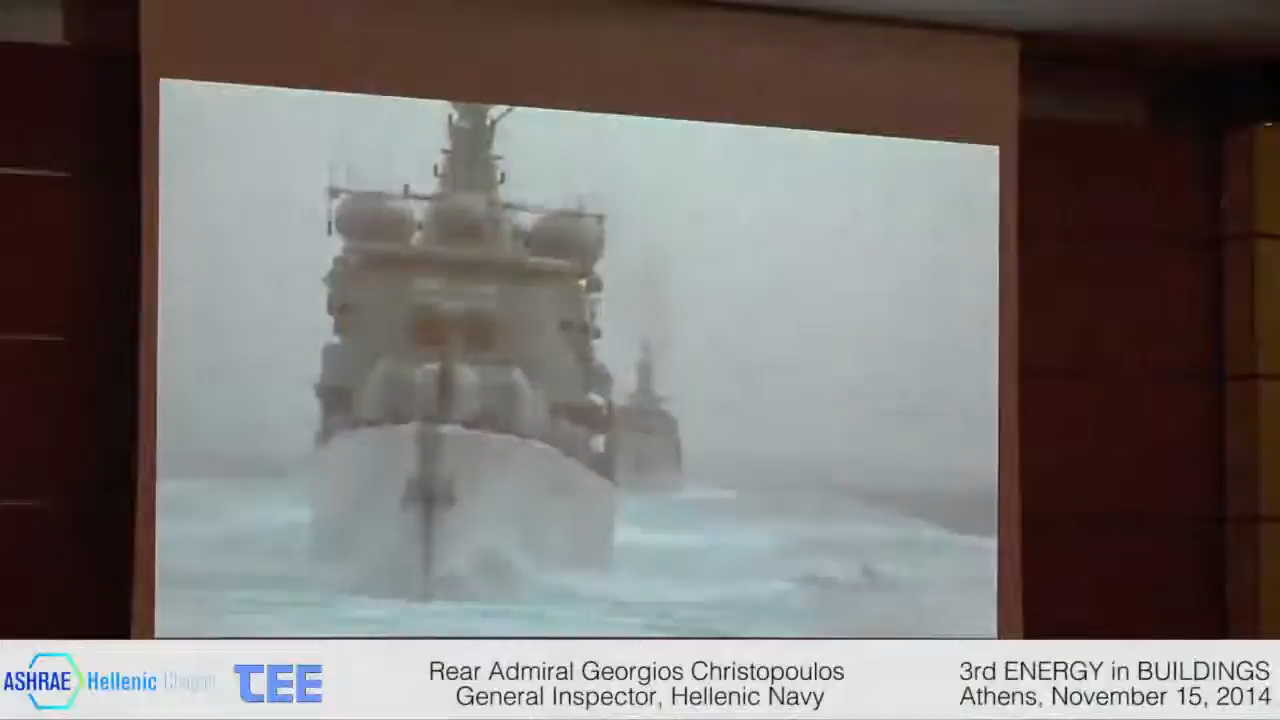 ASHRAE Hellenic Chapter
TEE
Rear Admiral Georgios Christopoulos
General Inspector, Hellenic Navy
3rd ENERGY in BUILDINGS
Athens, November 15, 2014